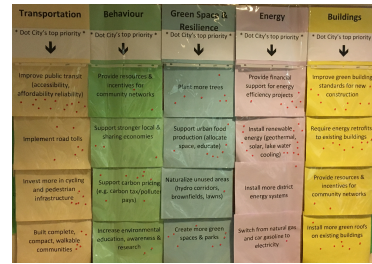 Transportation
* Dot City's top priority *
Improve public transit
(accessibility,
affordability reliability)
Implement road tolls
Invest more in cycling
and pedestrian
infrastructure
Built complete,
compact, walkable
communities
Behaviour
* Dot City's top priority *
Provide resources &
incentives for
community networks
Support stronger local &
sharing economies
Support carbon pricing
(e.g. carbon tax/polluter
pays)
Increase environmental
education, awareness &
research
Green Space &
Resilience
* Dot City's top priority *
Plant more trees
Support urban food
production (allocate
space, educate)
Naturalize unused areas
(hydro corridors,
brownfields, lawns)
Create more green
spaces & parks
Energy
* Dot City's top priority *
Provide financial
support for energy
efficiency projects
Install renewable
energy (geothermal,
solar, lake water
cooling)
Install more district
energy systems
Switch from natural gas
and car gasoline to
electricity
Buildings
* Dot City's top priority *
Improve green building
standards for new
construction
Require energy retrofits
to existing buildings
Provide resources &
incentives for
community networks
Install more green roofs
on existing buildings